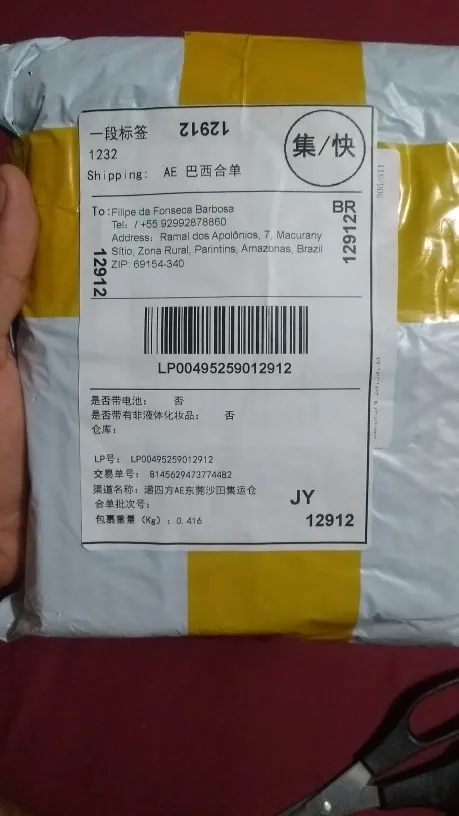 一段标签
12912
1232
集/快
Shipping: AE 巴西合单
BR
12912
To:Filipe da Fonseca Barbosa
Tel: / +55 92992878860
Address: Ramal dos Apolônios, 7, Macurany
Sítio, Zona Rural, Parintins, Amazonas, Brazil
ZIP: 69154-340
12912
LP00495259012912
是否带电池: 否
是否带有非液体化妆品: 否
仓库:
LP号: LP00495259012912
交易单号: 8145629473774482
渠道名称: 递四方AE东莞沙田集运仓
合单批次号:
包裹重量(Kg): 0.416
JY
12912